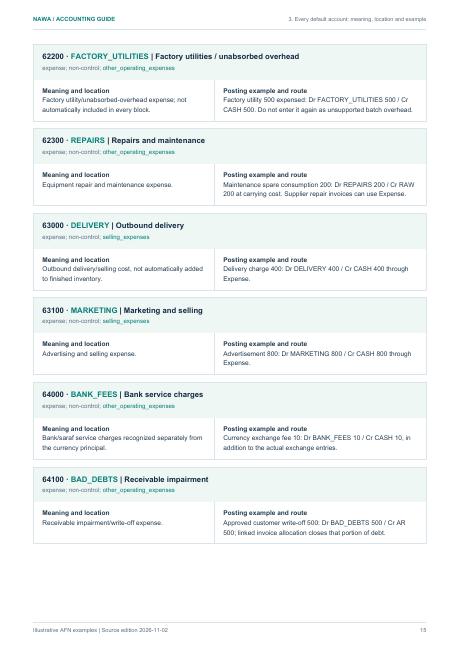 NAWA / ACCOUNTING GUIDE
3. Every default account: meaning, location and example
62200 · FACTORY_UTILITIES | Factory utilities / unabsorbed overhead
expense; non-control; other_operating_expenses
Meaning and location
Factory utility/unabsorbed-overhead expense; not
automatically included in every block.
Posting example and route
Factory utility 500 expensed: Dr FACTORY_UTILITIES 500 / Cr
CASH 500. Do not enter it again as unsupported batch overhead.
62300 · REPAIRS | Repairs and maintenance
expense; non-control; other_operating_expenses
Meaning and location
Equipment repair and maintenance expense.
Posting example and route
Maintenance spare consumption 200: Dr REPAIRS 200 / Cr RAW
200 at carrying cost. Supplier repair invoices can use Expense.
63000 · DELIVERY | Outbound delivery
expense; non-control; selling_expenses
Meaning and location
Outbound delivery/selling cost, not automatically added
to finished inventory.
Posting example and route
Delivery charge 400: Dr DELIVERY 400 / Cr CASH 400 through
Expense.
63100 · MARKETING | Marketing and selling
expense; non-control; selling_expenses
Meaning and location
Advertising and selling expense.
Posting example and route
Advertisement 800: Dr MARKETING 800 / Cr CASH 800 through
Expense.
64000 · BANK_FEES | Bank service charges
expense; non-control; other_operating_expenses
Meaning and location
Bank/saraf service charges recognized separately from
the currency principal.
Posting example and route
Currency exchange fee 10: Dr BANK_FEES 10 / Cr CASH 10, in
addition to the actual exchange entries.
64100 · BAD_DEBTS | Receivable impairment
expense; non-control; other_operating_expenses
Meaning and location
Receivable impairment/write-off expense.
Posting example and route
Approved customer write-off 500: Dr BAD_DEBTS 500 / Cr AR
500; linked invoice allocation closes that portion of debt.
Illustrative AFN examples | Source edition 2026-11-02
15